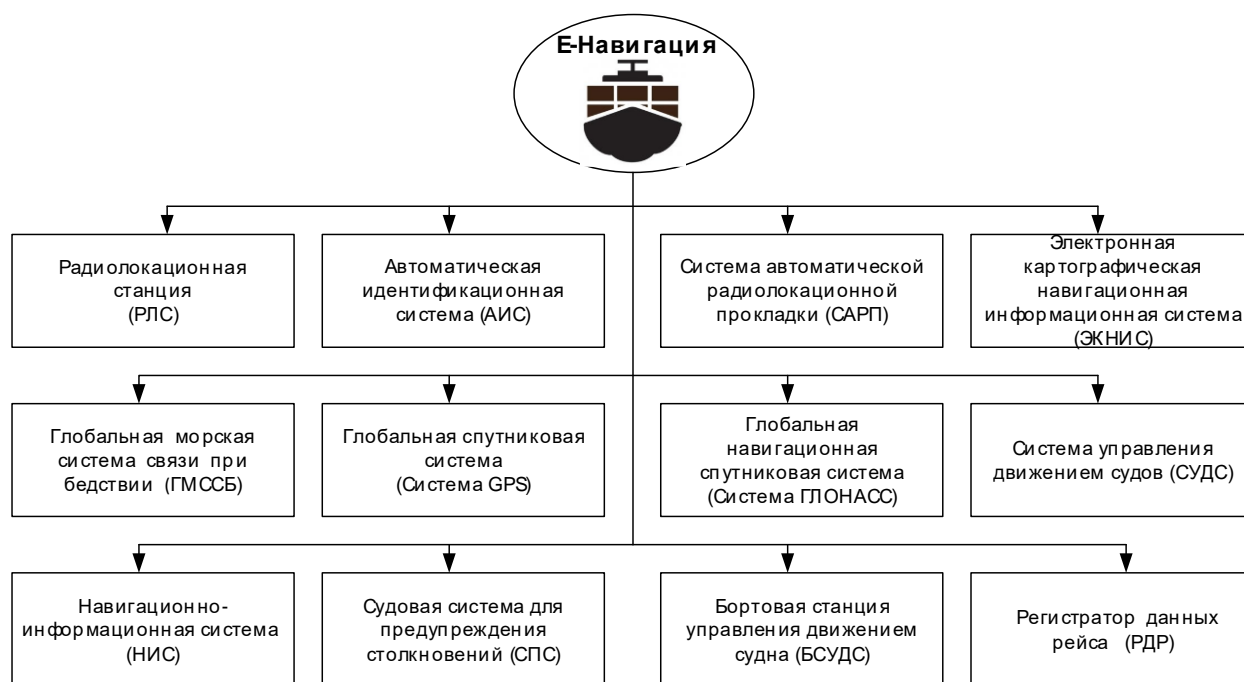 Е-Навигация
Радиолокационная
станция
(РЛС)
Автоматическая
идентификационная
система (АИС)
Система автоматической
радиолокационной
прокладки (САРП)
Электронная
картографическая
навигационная
информационная система
(ЭКНИС)
Глобальная морская
система связи при
бедствии (ГМССБ)
Глобальная спутниковая
система
(Система GPS)
Глобальная
навигационная
спутниковая система
(Система ГЛОНАСС)
Система управления
движением судов (СУДС)
Навигационно-
информационная система
(НИС)
Судовая система для
предупреждения
столкновений (СПС)
Бортовая станция
управления движением
судна (БСУДС)
Регистратор данных
рейса (РДР)